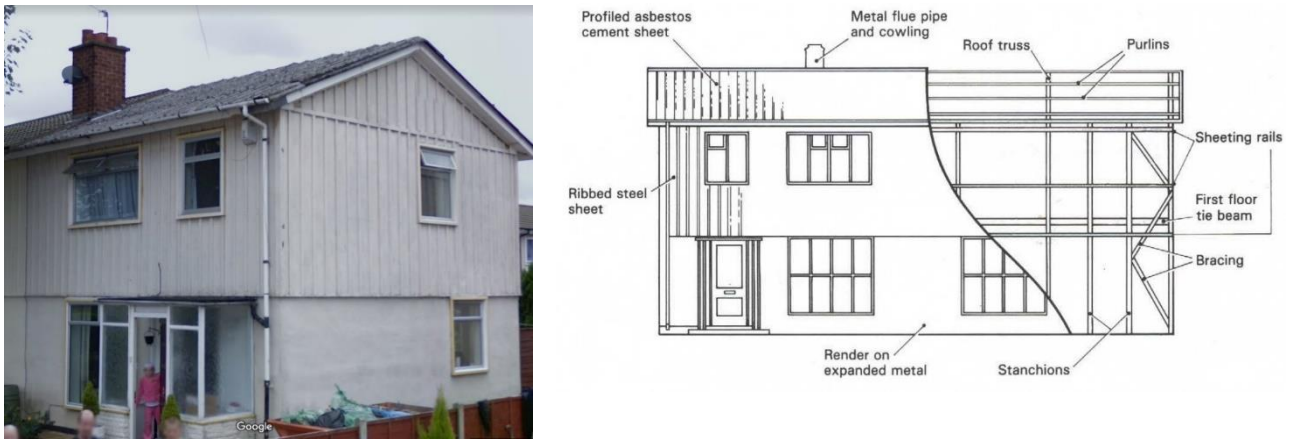 Profiled asbestos
cement sheet
Metal flue pipe
and cowling
Roof truss
Purlins
Sheeting rails
Ribbed steel
sheet
First floor
tie beam
Bracing
Render on
expanded metal
Stanchions
Google